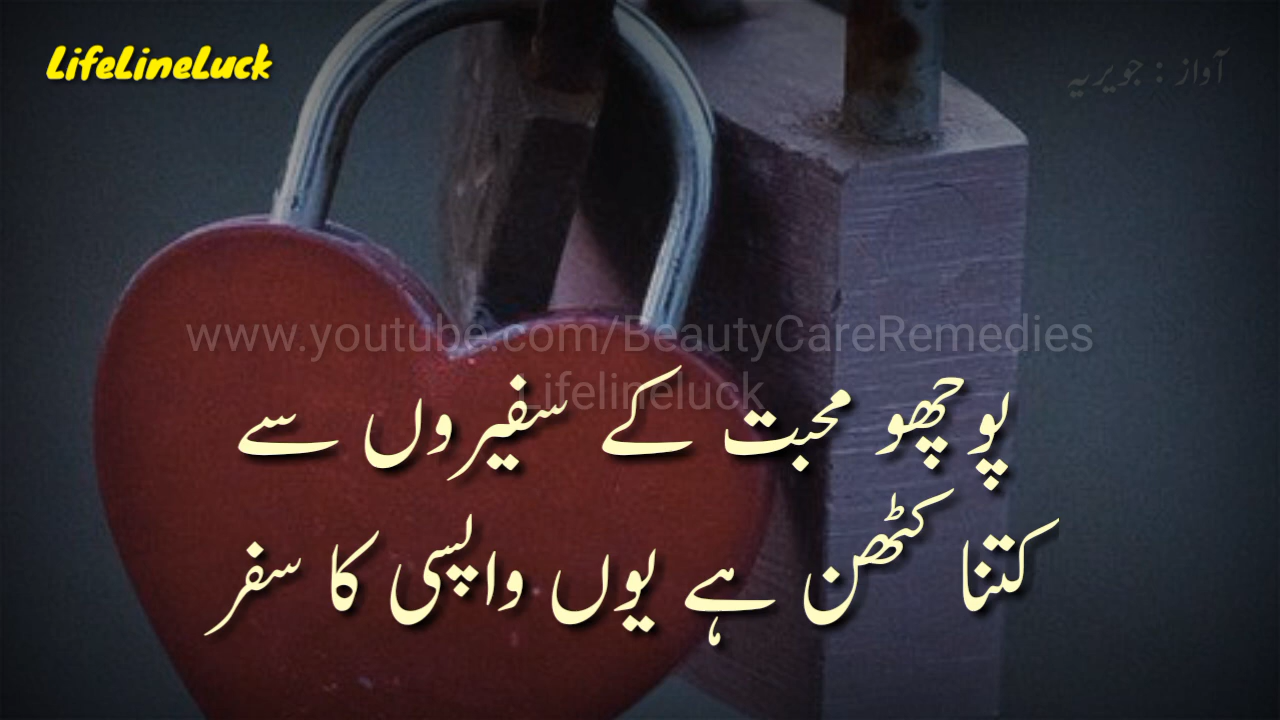 LifeLineLuck
آواز : جویریہ
www.youtube.com/BeautyCareRemedies
Lifelineluck
پوچھو محبت کے سفیروں سے
کتنا کٹھن ہے یوں واپسی کا سفر